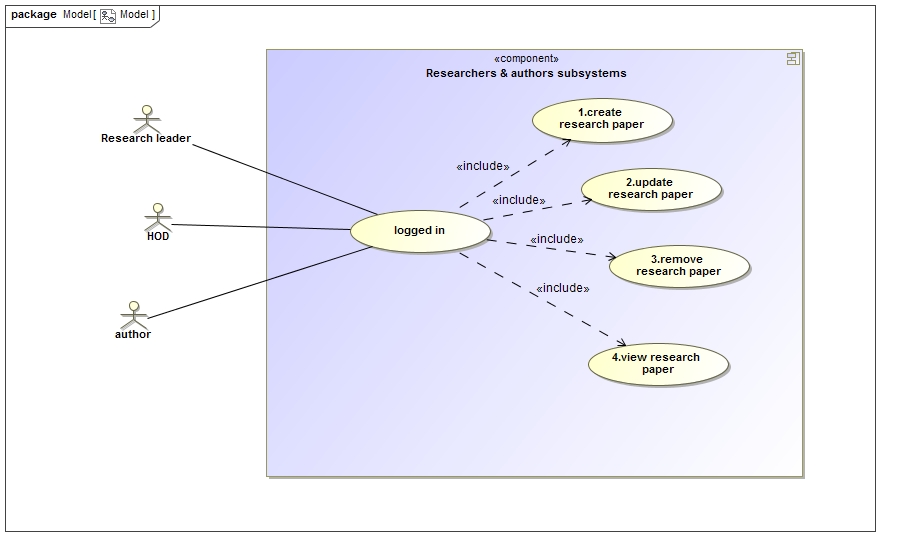 package Model[ Model ]
«component»
Researchers & authors subsystems
1.create
research paper
Research leader
«include»
2.update
research paper
«include»
HOD
logged in
«include»
3.remove
research paper
«include»
author
4.view research
paper